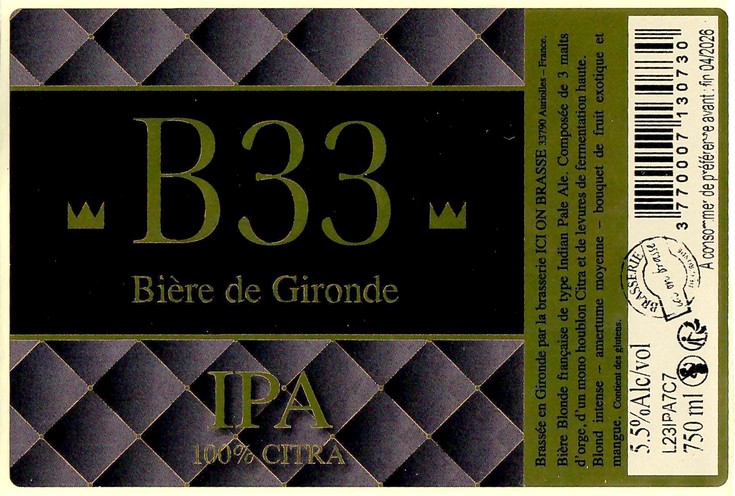 B33
Bière de Gironde
IPA
100% CITRA
Brassée en Gironde par la brasserie ICI ON BRASSE 33790 Auriolles – France.
Bière Blonde française de type Indian Pale Ale. Composée de 3 malts
d'orge, d'un mono houblon Citra et de levures de fermentation haute.
Blond intense – amertume moyenne – bouquet de fruit exotique et
mangue. Contient des glutens.
5.5%Alc/vol
L23IPA7C7
750 ml
BRASSERIE
ici on brasse
3 770007 130730
A consommer de préférence avant : fin 04/2026